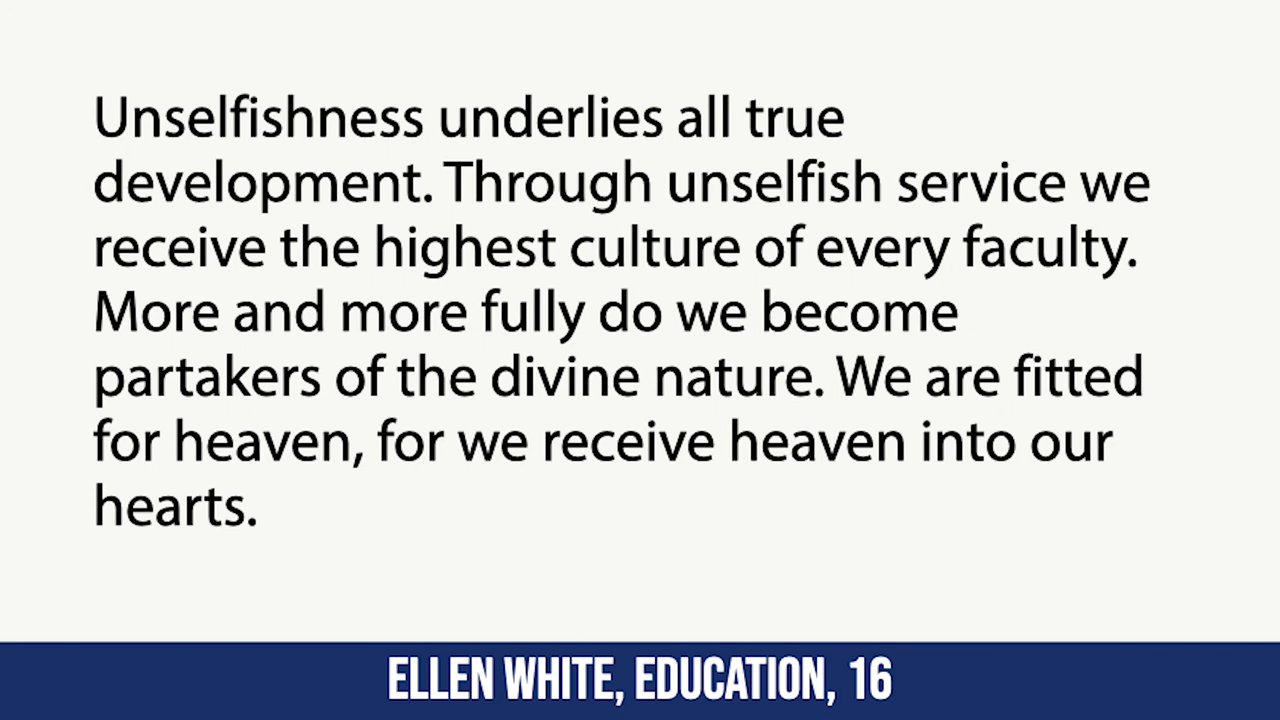 Unselfishness underlies all true
development. Through unselfish service we
receive the highest culture of every faculty.
More and more fully do we become
partakers of the divine nature. We are fitted
for heaven, for we receive heaven into our
hearts.
ELLEN WHITE, EDUCATION, 16